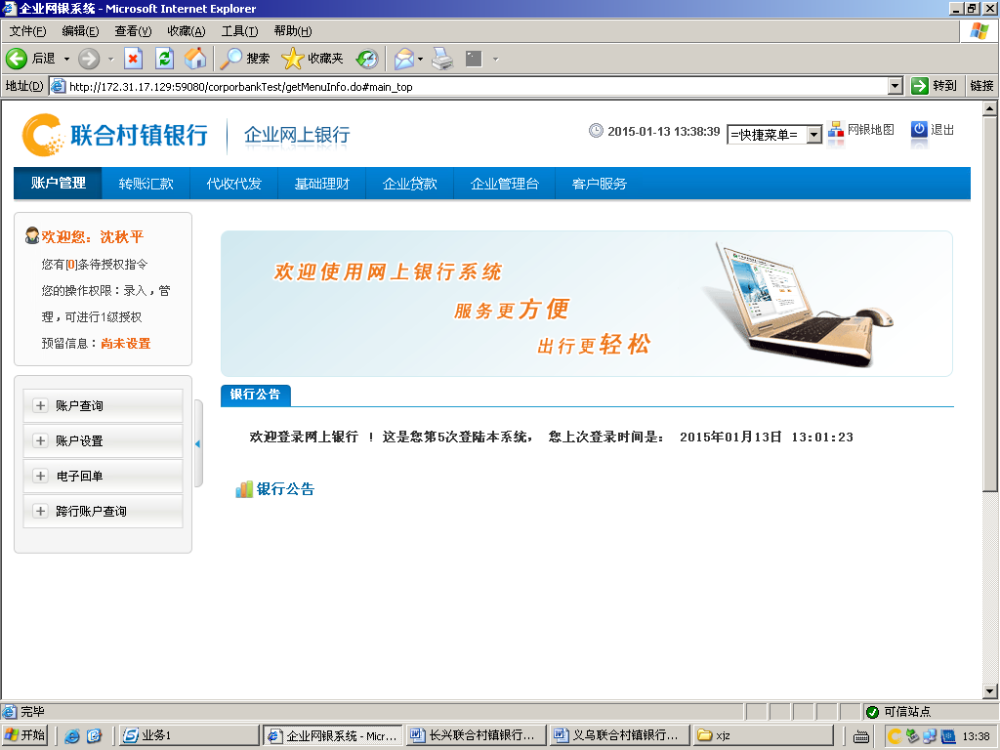 企业网银系统 - Microsoft Internet Explorer
文件(F) 编辑(E) 查看(V) 收藏(A) 工具(T) 帮助(H)
后退 搜索 收藏夹
地址(D) http://172.31.17.129:59080/corporbankTest/getMenuInfo.do#main_top 转到 链接
联合村镇银行 企业网上银行 2015-01-13 13:38:39 =快捷菜单= 网银地图 退出
账户管理 转账汇款 代收代发 基础理财 企业贷款 企业管理台 客户服务
欢迎您：沈秋平
您有[0]条待授权指令
您的操作权限：录入，管
理，可进行1级授权
预留信息：尚未设置
账户查询
账户设置
电子回单
跨行账户查询
欢迎使用网上银行系统
服务更方便
出行更轻松
银行公告
欢迎登录网上银行 ！这是您第5次登陆本系统， 您上次登录时间是： 2015年01月13日 13:01:23
银行公告
完毕 可信站点
开始 业务1 企业网银系统 - Micr... 长兴联合村镇银行... 义乌联合村镇银行... xjz 13:38